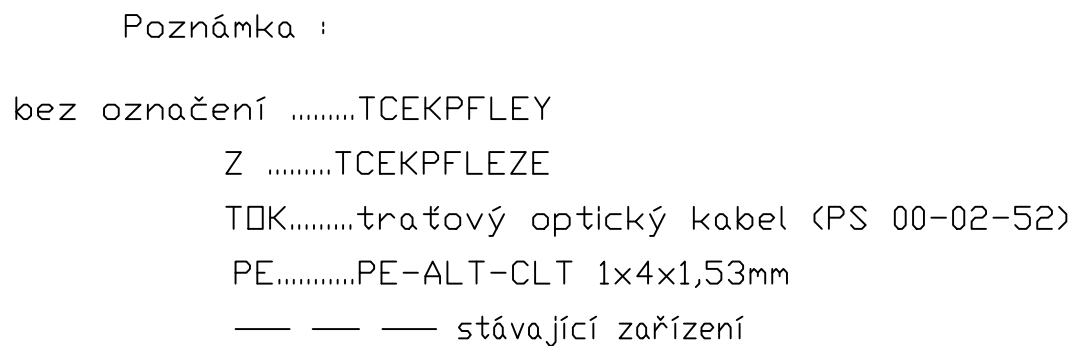 Poznámka :
bez označení .........TCEKPFLEY
Z .........TCEKPFLEZE
TOK.........traťový optický kabel (PS 00-02-52)
PE...........PE-ALT-CLT 1x4x1,53mm
—— —— —— stávající zařízení